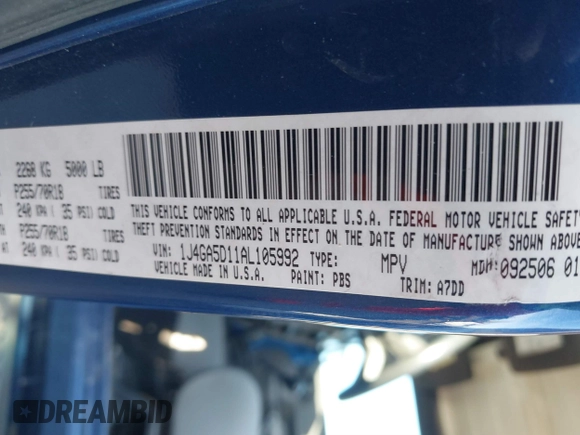 2268 KG 5000 LB
P255/70R18 TIRES
240 KPA ( 35 PSI) COLD
P255/70R18 TIRES
240 KPA ( 35 PSI) COLD
THIS VEHICLE CONFORMS TO ALL APPLICABLE U.S.A. FEDERAL MOTOR VEHICLE SAFETY
THEFT PREVENTION STANDARDS IN EFFECT ON THE DATE OF MANUFACTURE SHOWN ABOVE
VIN: 1J4GA5D11AL105992 TYPE: MPV MDH: 092506 01
VEHICLE MADE IN U.S.A. PAINT: PBS TRIM: A7DD
DREAMBID